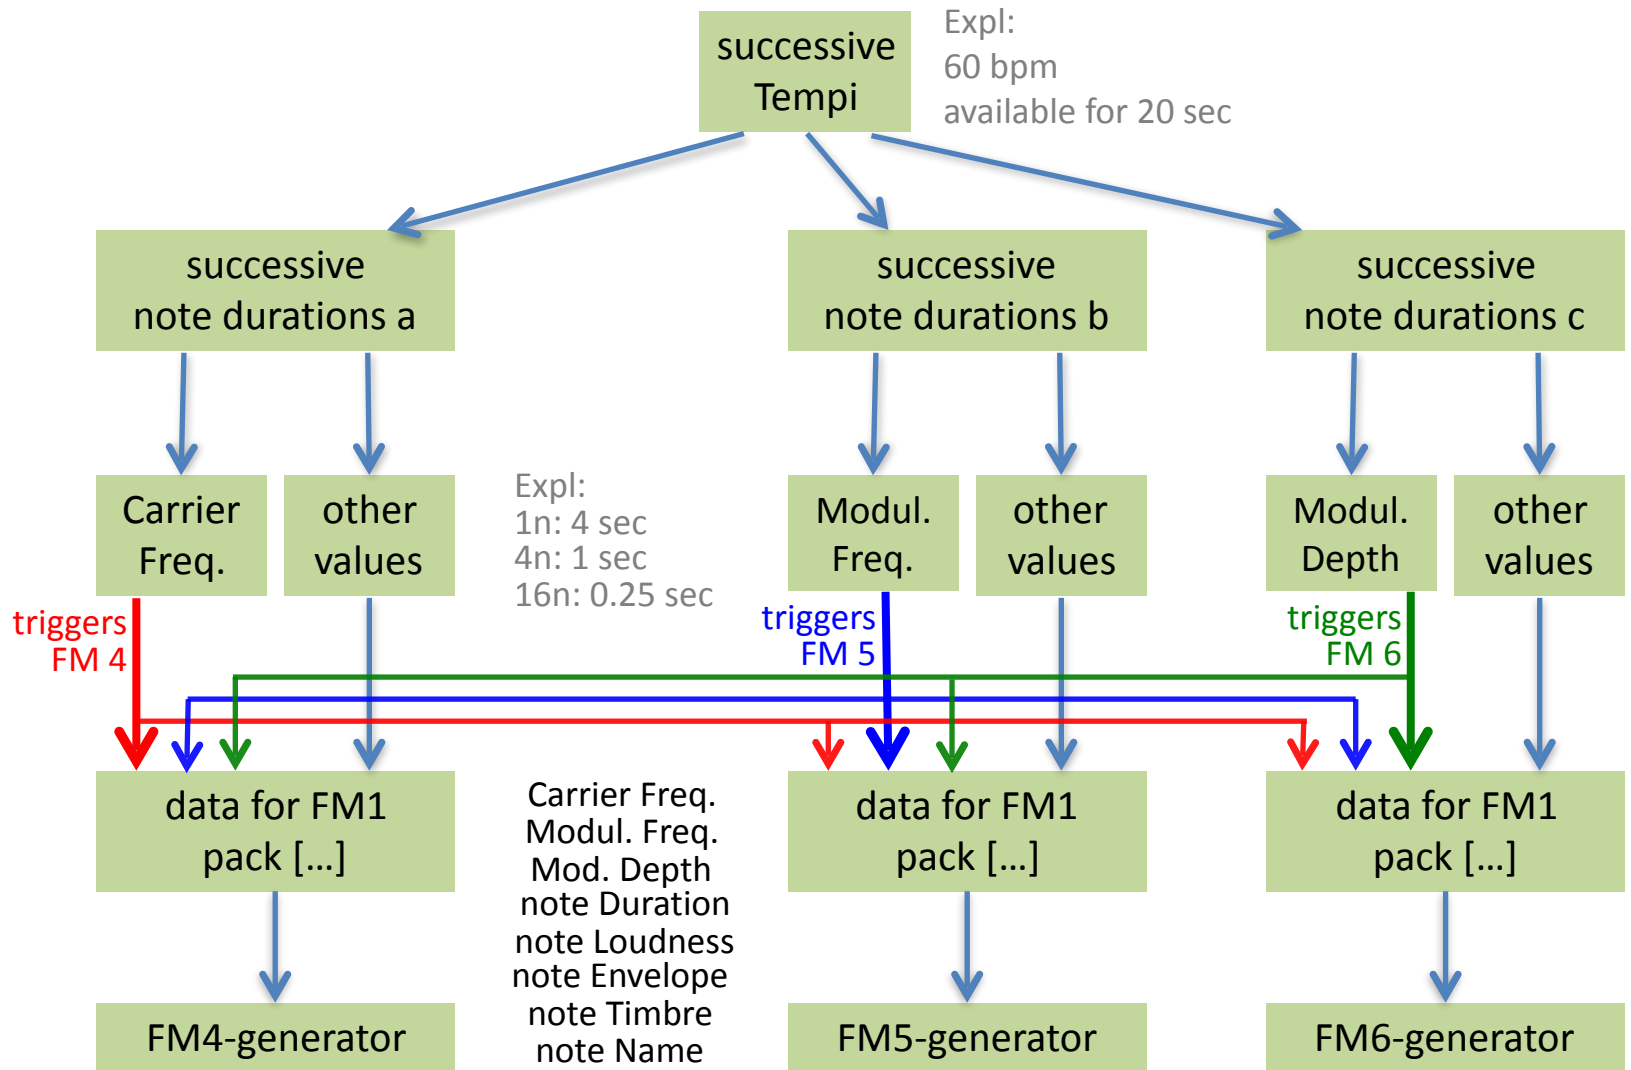 successive
Tempi
Expl:
60 bpm
available for 20 sec
successive
note durations a
successive
note durations b
successive
note durations c
Carrier
Freq.
other
values
Expl:
1n: 4 sec
4n: 1 sec
16n: 0.25 sec
Modul.
Freq.
other
values
Modul.
Depth
other
values
triggers
FM 4
triggers
FM 5
triggers
FM 6
data for FM1
pack [...]
Carrier Freq.
Modul. Freq.
Mod. Depth
note Duration
note Loudness
note Envelope
note Timbre
note Name
data for FM1
pack [...]
data for FM1
pack [...]
FM4-generator
FM5-generator
FM6-generator